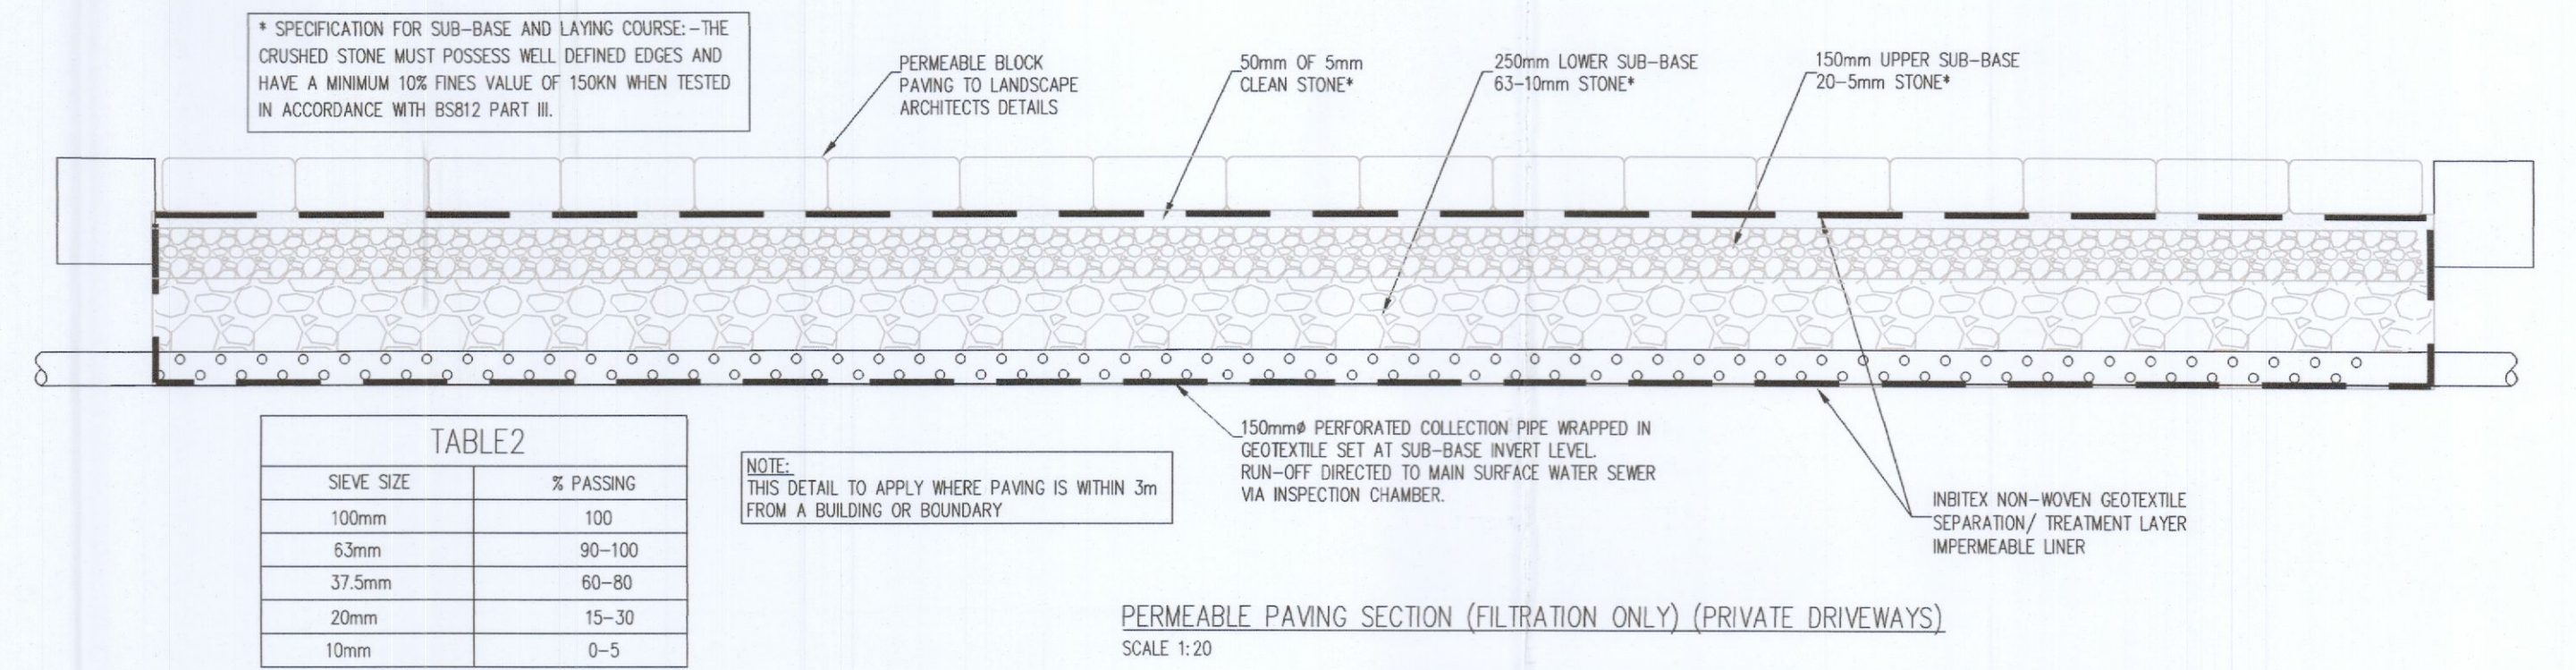 * SPECIFICATION FOR SUB-BASE AND LAYING COURSE:-THE
CRUSHED STONE MUST POSSESS WELL DEFINED EDGES AND
HAVE A MINIMUM 10% FINES VALUE OF 150KN WHEN TESTED
IN ACCORDANCE WITH BS812 PART III.
PERMEABLE BLOCK
PAVING TO LANDSCAPE
ARCHITECTS DETAILS
50mm OF 5mm
CLEAN STONE*
250mm LOWER SUB-BASE
63-10mm STONE*
150mm UPPER SUB-BASE
20-5mm STONE*
TABLE2
SIEVE SIZE % PASSING
100mm 100
63mm 90-100
37.5mm 60-80
20mm 15-30
10mm 0-5
NOTE:
THIS DETAIL TO APPLY WHERE PAVING IS WITHIN 3m
FROM A BUILDING OR BOUNDARY
150mmø PERFORATED COLLECTION PIPE WRAPPED IN
GEOTEXTILE SET AT SUB-BASE INVERT LEVEL.
RUN-OFF DIRECTED TO MAIN SURFACE WATER SEWER
VIA INSPECTION CHAMBER.
INBITEX NON-WOVEN GEOTEXTILE
SEPARATION/ TREATMENT LAYER
IMPERMEABLE LINER
PERMEABLE PAVING SECTION (FILTRATION ONLY) (PRIVATE DRIVEWAYS)
SCALE 1:20